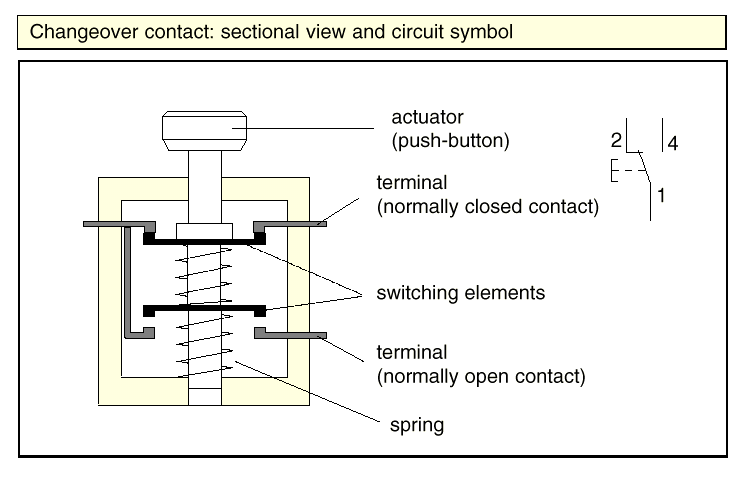 Changeover contact: sectional view and circuit symbol
actuator
(push-button)
2
4
terminal
(normally closed contact)
1
switching elements
terminal
(normally open contact)
spring